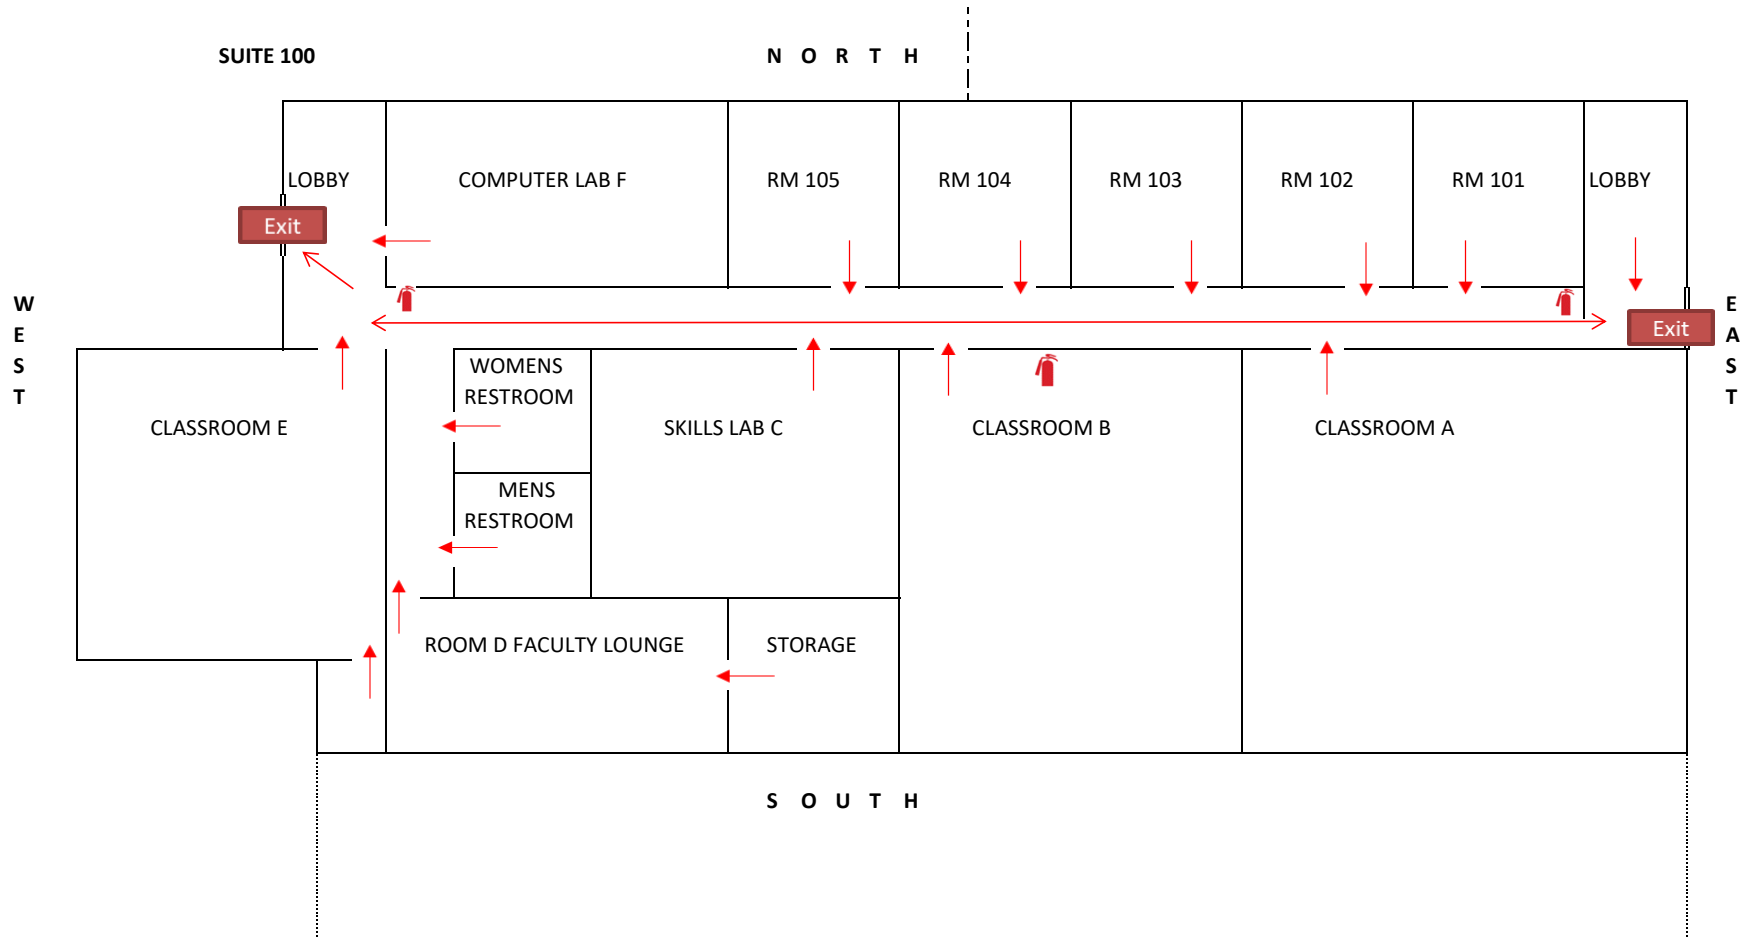 SUITE 100
N O R T H
LOBBY
COMPUTER LAB F
RM 105
RM 104
RM 103
RM 102
RM 101
LOBBY
Exit
W
E
S
T
E
A
S
T
Exit
WOMENS
RESTROOM
CLASSROOM E
SKILLS LAB C
CLASSROOM B
CLASSROOM A
MENS
RESTROOM
ROOM D FACULTY LOUNGE
STORAGE
S O U T H